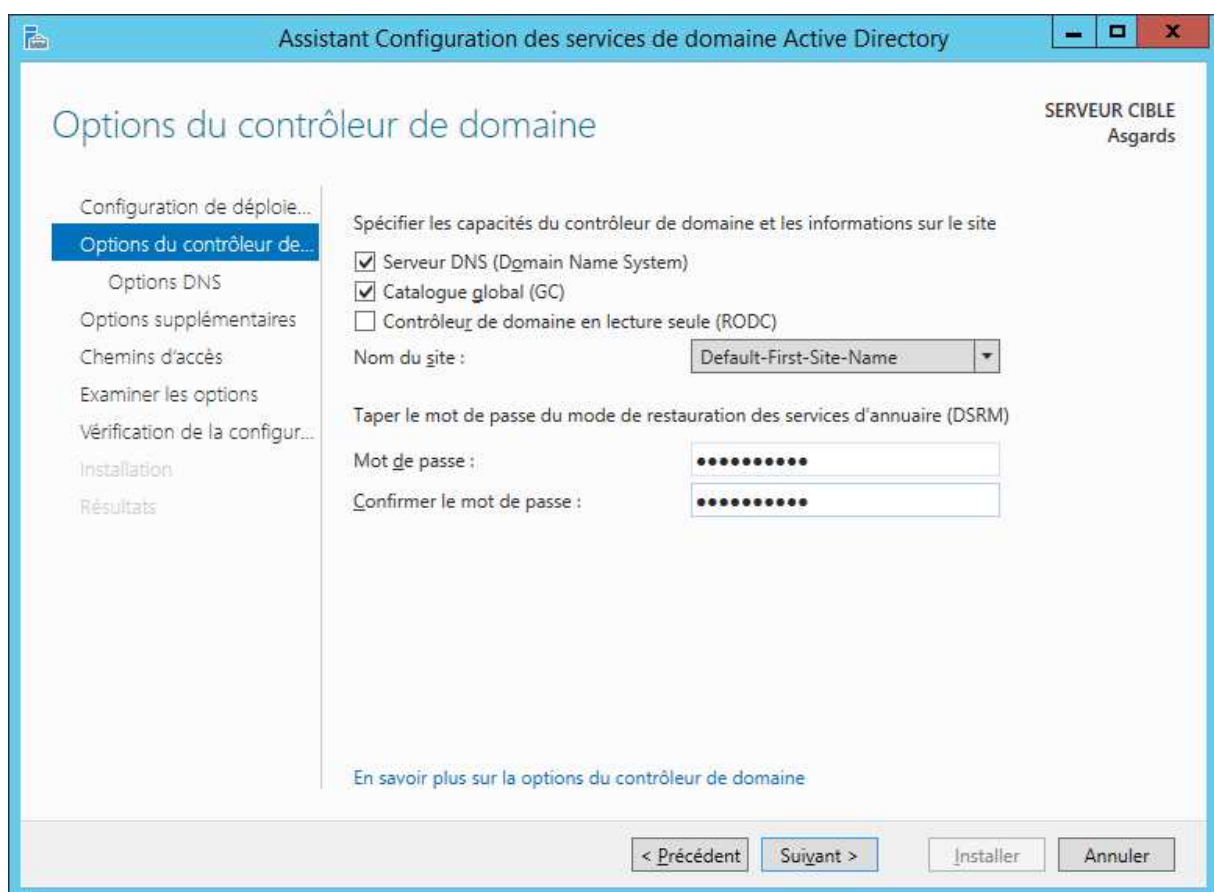 Assistant Configuration des services de domaine Active Directory
Options du contrôleur de domaine
SERVEUR CIBLE
Asgards
Configuration de déploie...
Options du contrôleur de...
Options DNS
Options supplémentaires
Chemins d'accès
Examiner les options
Vérification de la configur...
Installation
Résultats
Spécifier les capacités du contrôleur de domaine et les informations sur le site
Serveur DNS (Domain Name System)
Catalogue global (GC)
Contrôleur de domaine en lecture seule (RODC)
Nom du site : Default-First-Site-Name
Taper le mot de passe du mode de restauration des services d'annuaire (DSRM)
Mot de passe : ●●●●●●●●●●
Confirmer le mot de passe : ●●●●●●●●●●
En savoir plus sur la options du contrôleur de domaine
< Précédent Suivant > Installer Annuler